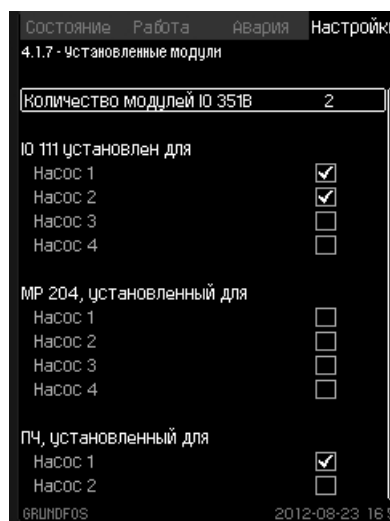 Состояние Работа Авария Настройки
4.1.7 - Установленные модули
Количество модулей IO 351B 2
IO 111 установлен для
Насос 1
Насос 2
Насос 3
Насос 4
MP 204, установленный для
Насос 1
Насос 2
Насос 3
Насос 4
ПЧ, установленный для
Насос 1
Насос 2
GRUNDFOS 2012-08-23 16: